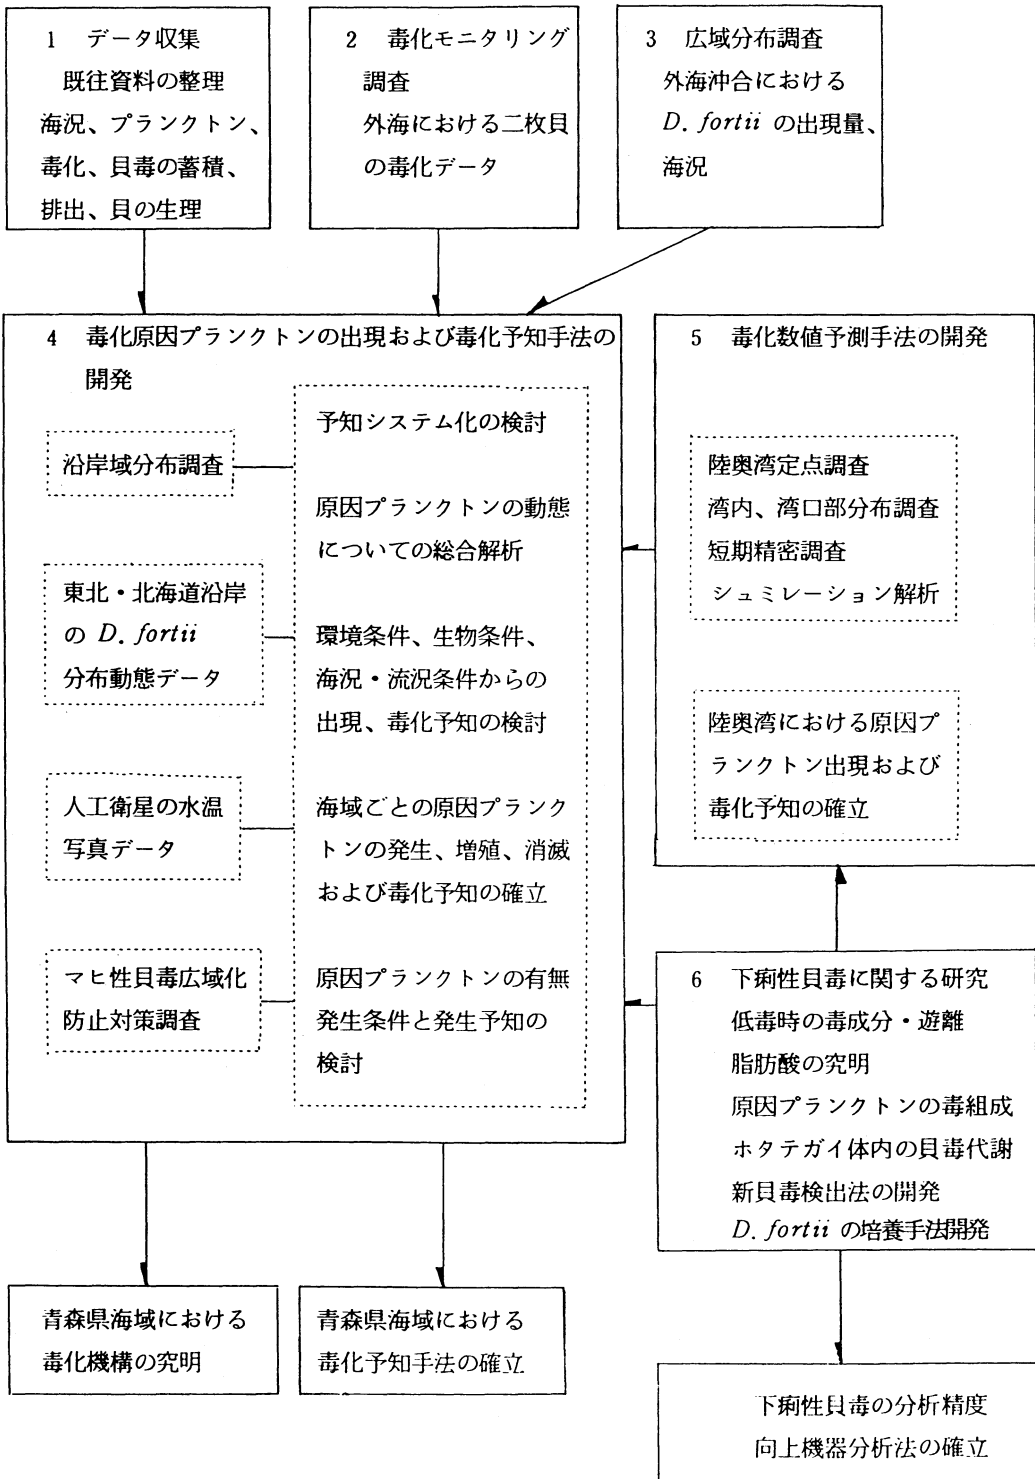 1 データ収集
既往資料の整理
海況、プランクトン、
毒化、貝毒の蓄積、
排出、貝の生理
2 毒化モニタリング
調査
外海における二枚貝
の毒化データ
3 広域分布調査
外海沖合における
D. fortii の出現量、
海況
4 毒化原因プランクトンの出現および毒化予知手法の
開発
沿岸域分布調査
東北・北海道沿岸
の D. fortii
分布動態データ
人工衛星の水温
写真データ
マヒ性貝毒広域化
防止対策調査
予知システム化の検討
原因プランクトンの動態
についての総合解析
環境条件、生物条件、
海況・流況条件からの
出現、毒化予知の検討
海域ごとの原因プランク
トンの発生、増殖、消滅
および毒化予知の確立
原因プランクトンの有無
発生条件と発生予知の
検討
5 毒化数値予測手法の開発
陸奥湾定点調査
湾内、湾口部分布調査
短期精密調査
シュミレーション解析
陸奥湾における原因プ
ランクトン出現および
毒化予知の確立
6 下痢性貝毒に関する研究
低毒時の毒成分・遊離
脂肪酸の究明
原因プランクトンの毒組成
ホタテガイ体内の貝毒代謝
新貝毒検出法の開発
D. fortii の培養手法開発
青森県海域における
毒化機構の究明
青森県海域における
毒化予知手法の確立
下痢性貝毒の分析精度
向上機器分析法の確立